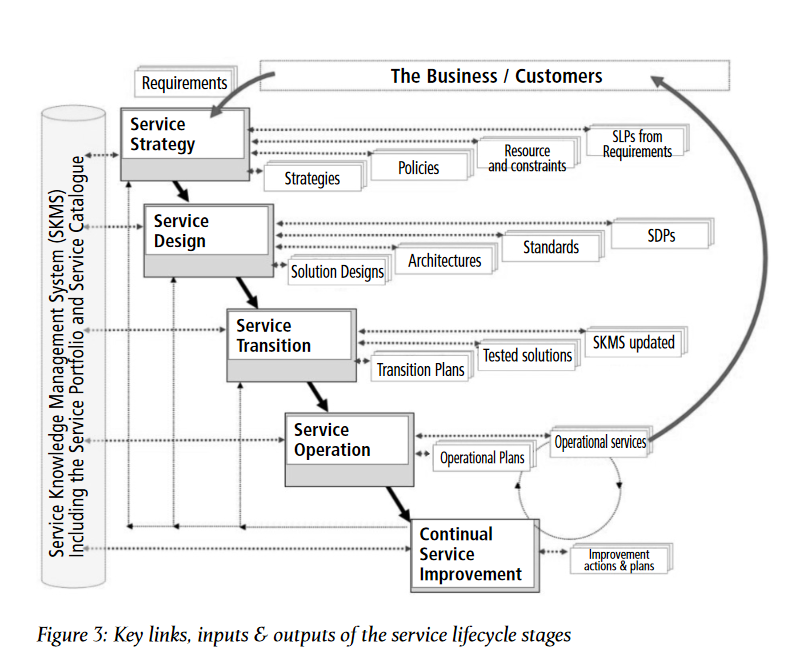 The Business / Customers
Requirements
Service
Strategy
SLPs from
Requirements
Resource
and constraints
Policies
Strategies
Service
Design
SDPs
Standards
Architectures
Solution Designs
Service
Transition
SKMS updated
Tested solutions
Transition Plans
Service
Operation
Operational services
Operational Plans
Continual
Service
Improvement
Improvement
actions & plans
Service Knowledge Management System (SKMS)
Including the Service Portfolio and Service Catalogue
Figure 3: Key links, inputs & outputs of the service lifecycle stages